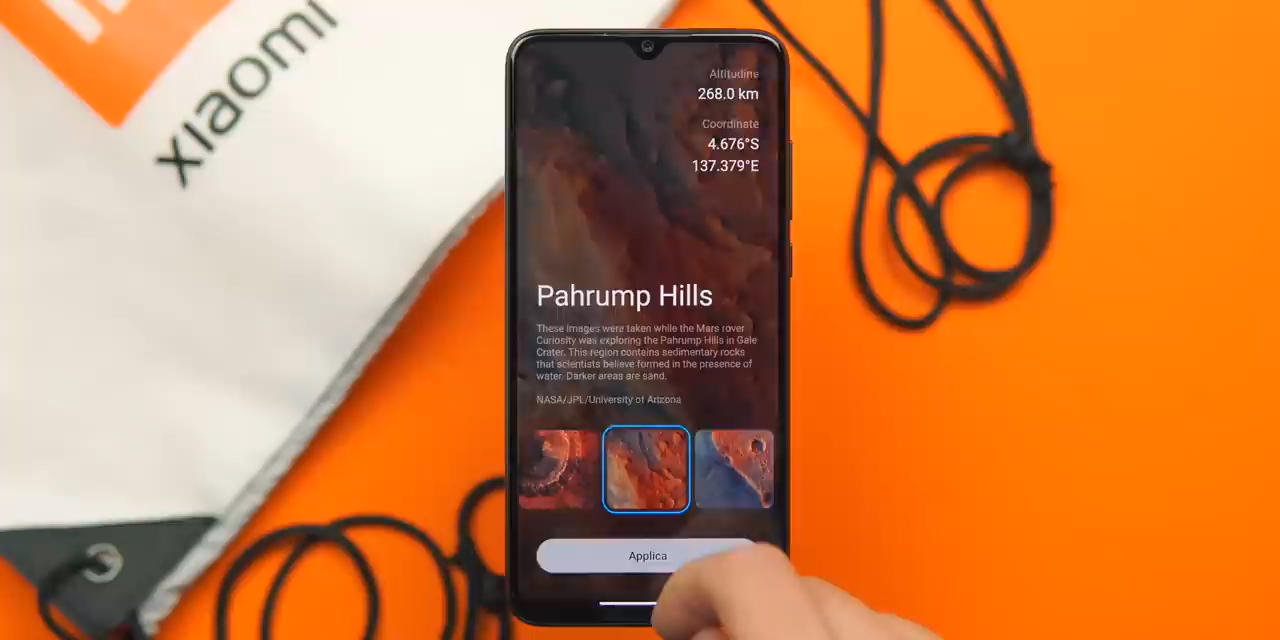 xiaomi
Altitudine
268.0 km
Coordinate
4.676°S
137.379°E
Pahrump Hills
These images were taken while the Mars rover
Curiosity was exploring the Pahrump Hills in Gale
Crater. This region contains sedimentary rocks
that scientists believe formed in the presence of
water. Darker areas are sand.
NASA/JPL/University of Arizona
Applica